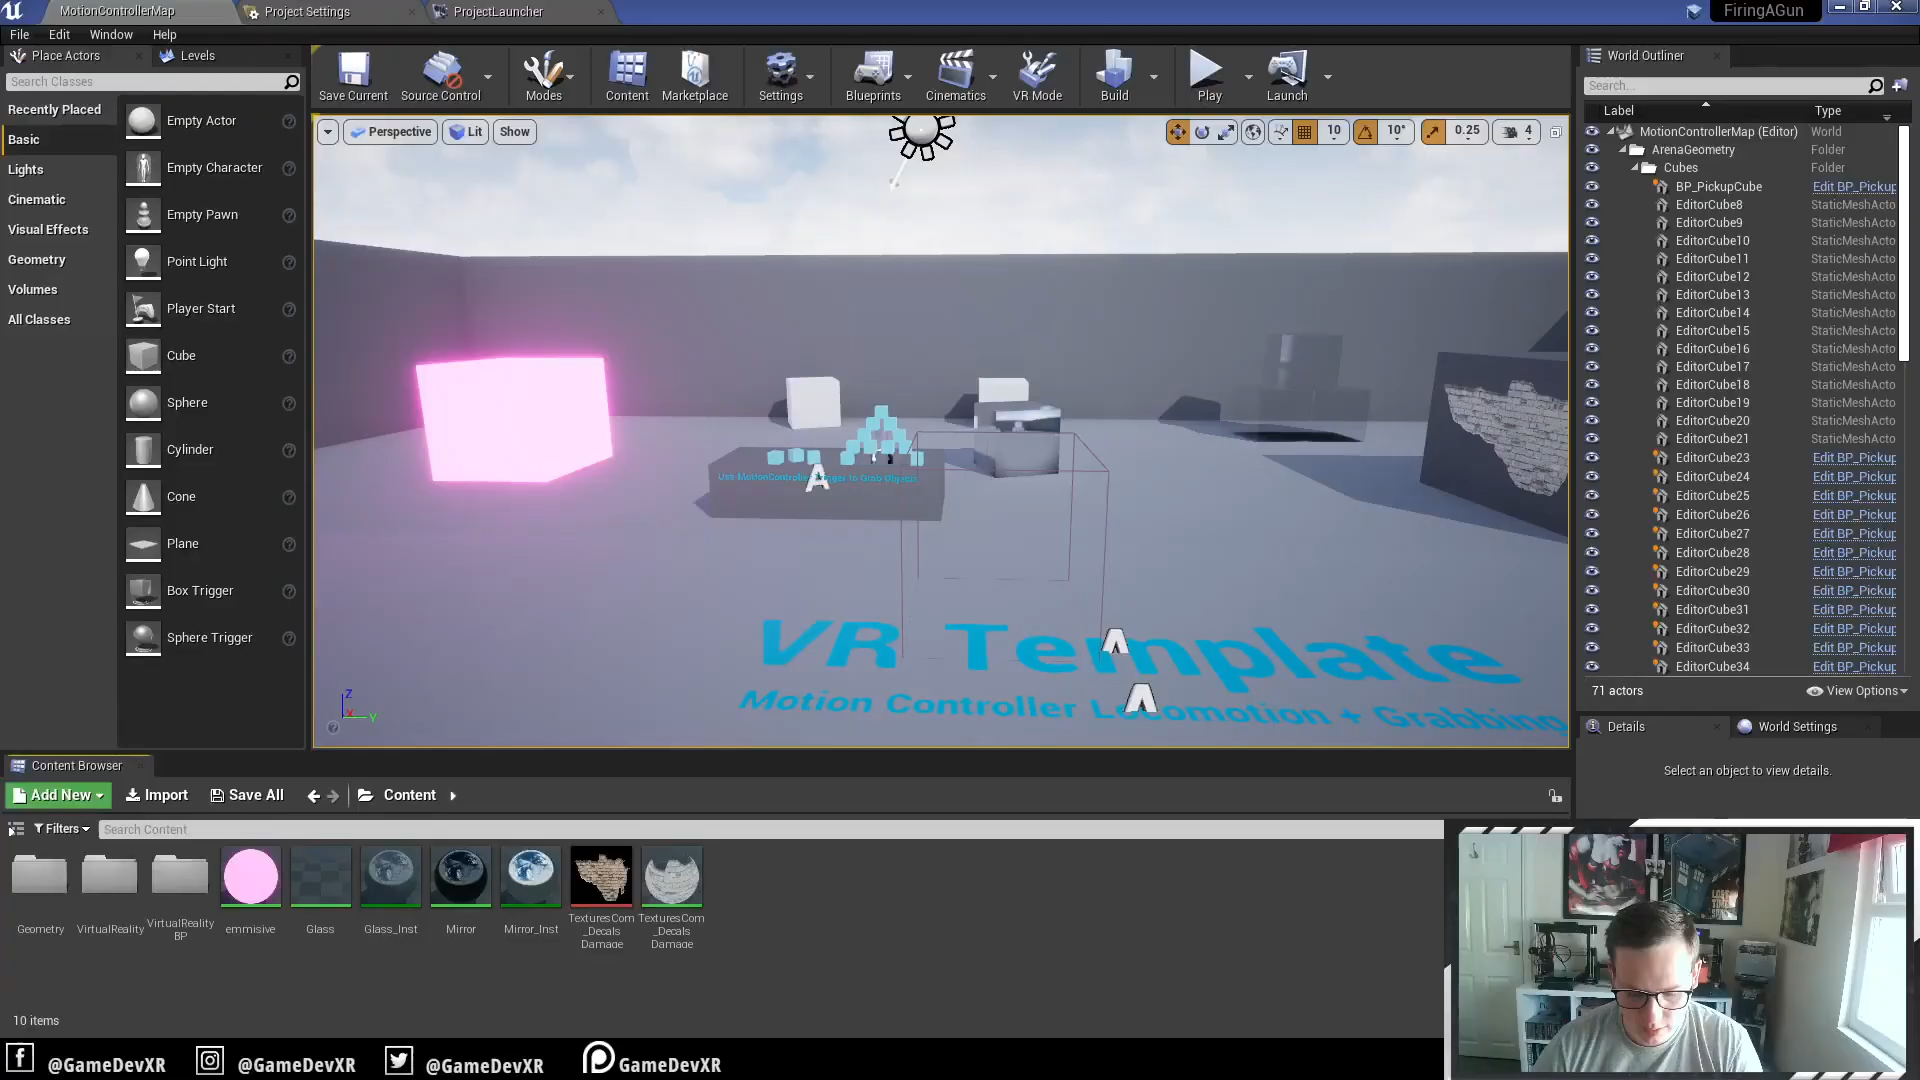 MotionControllerMap
Project Settings
ProjectLauncher
FiringAGun
File Edit Window Help
Place Actors
Levels
World Outliner
Search Classes
Recently Placed
Basic
Lights
Cinematic
Visual Effects
Geometry
Volumes
All Classes
Empty Actor
Empty Character
Empty Pawn
Point Light
Player Start
Cube
Sphere
Cylinder
Cone
Plane
Box Trigger
Sphere Trigger
Save Current
Source Control
Modes
Content
Marketplace
Settings
Blueprints
Cinematics
VR Mode
Build
Play
Launch
Perspective
Lit
Show
10
10°
0.25
4
VR Template
Motion Controller Locomotion + Grabbing
Z
X
Y
Search...
Label Type
MotionControllerMap (Editor) World
ArenaGeometry Folder
Cubes Folder
BP_PickupCube Edit BP_Pickup
EditorCube8 StaticMeshActo
EditorCube9 StaticMeshActo
EditorCube10 StaticMeshActo
EditorCube11 StaticMeshActo
EditorCube12 StaticMeshActo
EditorCube13 StaticMeshActo
EditorCube14 StaticMeshActo
EditorCube15 StaticMeshActo
EditorCube16 StaticMeshActo
EditorCube17 StaticMeshActo
EditorCube18 StaticMeshActo
EditorCube19 StaticMeshActo
EditorCube20 StaticMeshActo
EditorCube21 StaticMeshActo
EditorCube23 Edit BP_Pickup
EditorCube24 Edit BP_Pickup
EditorCube25 Edit BP_Pickup
EditorCube26 Edit BP_Pickup
EditorCube27 Edit BP_Pickup
EditorCube28 Edit BP_Pickup
EditorCube29 Edit BP_Pickup
EditorCube30 Edit BP_Pickup
EditorCube31 Edit BP_Pickup
EditorCube32 Edit BP_Pickup
EditorCube33 Edit BP_Pickup
EditorCube34 Edit BP_Pickup
71 actors
View Options
Details
World Settings
Select an object to view details.
Content Browser
Add New
Import
Save All
Content
Filters
Search Content
Geometry
VirtualReality
VirtualReality
BP
emmisive
Glass
Glass_Inst
Mirror
Mirror_Inst
TexturesCom
_Decals
Damage
TexturesCom
_Decals
Damage
10 items
@GameDevXR
@GameDevXR
@GameDevXR
GameDevXR